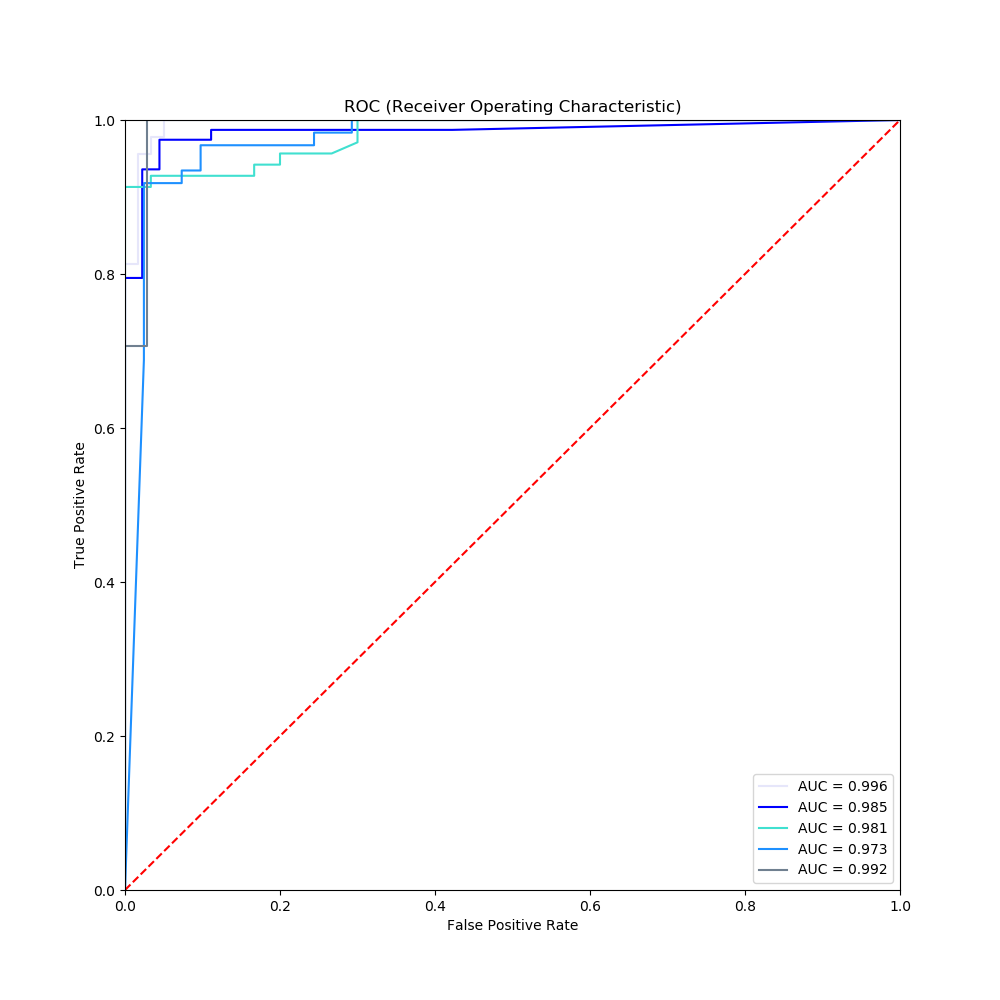 ROC (Receiver Operating Characteristic)
1.0
0.8
0.6
0.4
0.2
0.0
True Positive Rate
0.0 0.2 0.4 0.6 0.8 1.0
False Positive Rate
AUC = 0.996
AUC = 0.985
AUC = 0.981
AUC = 0.973
AUC = 0.992